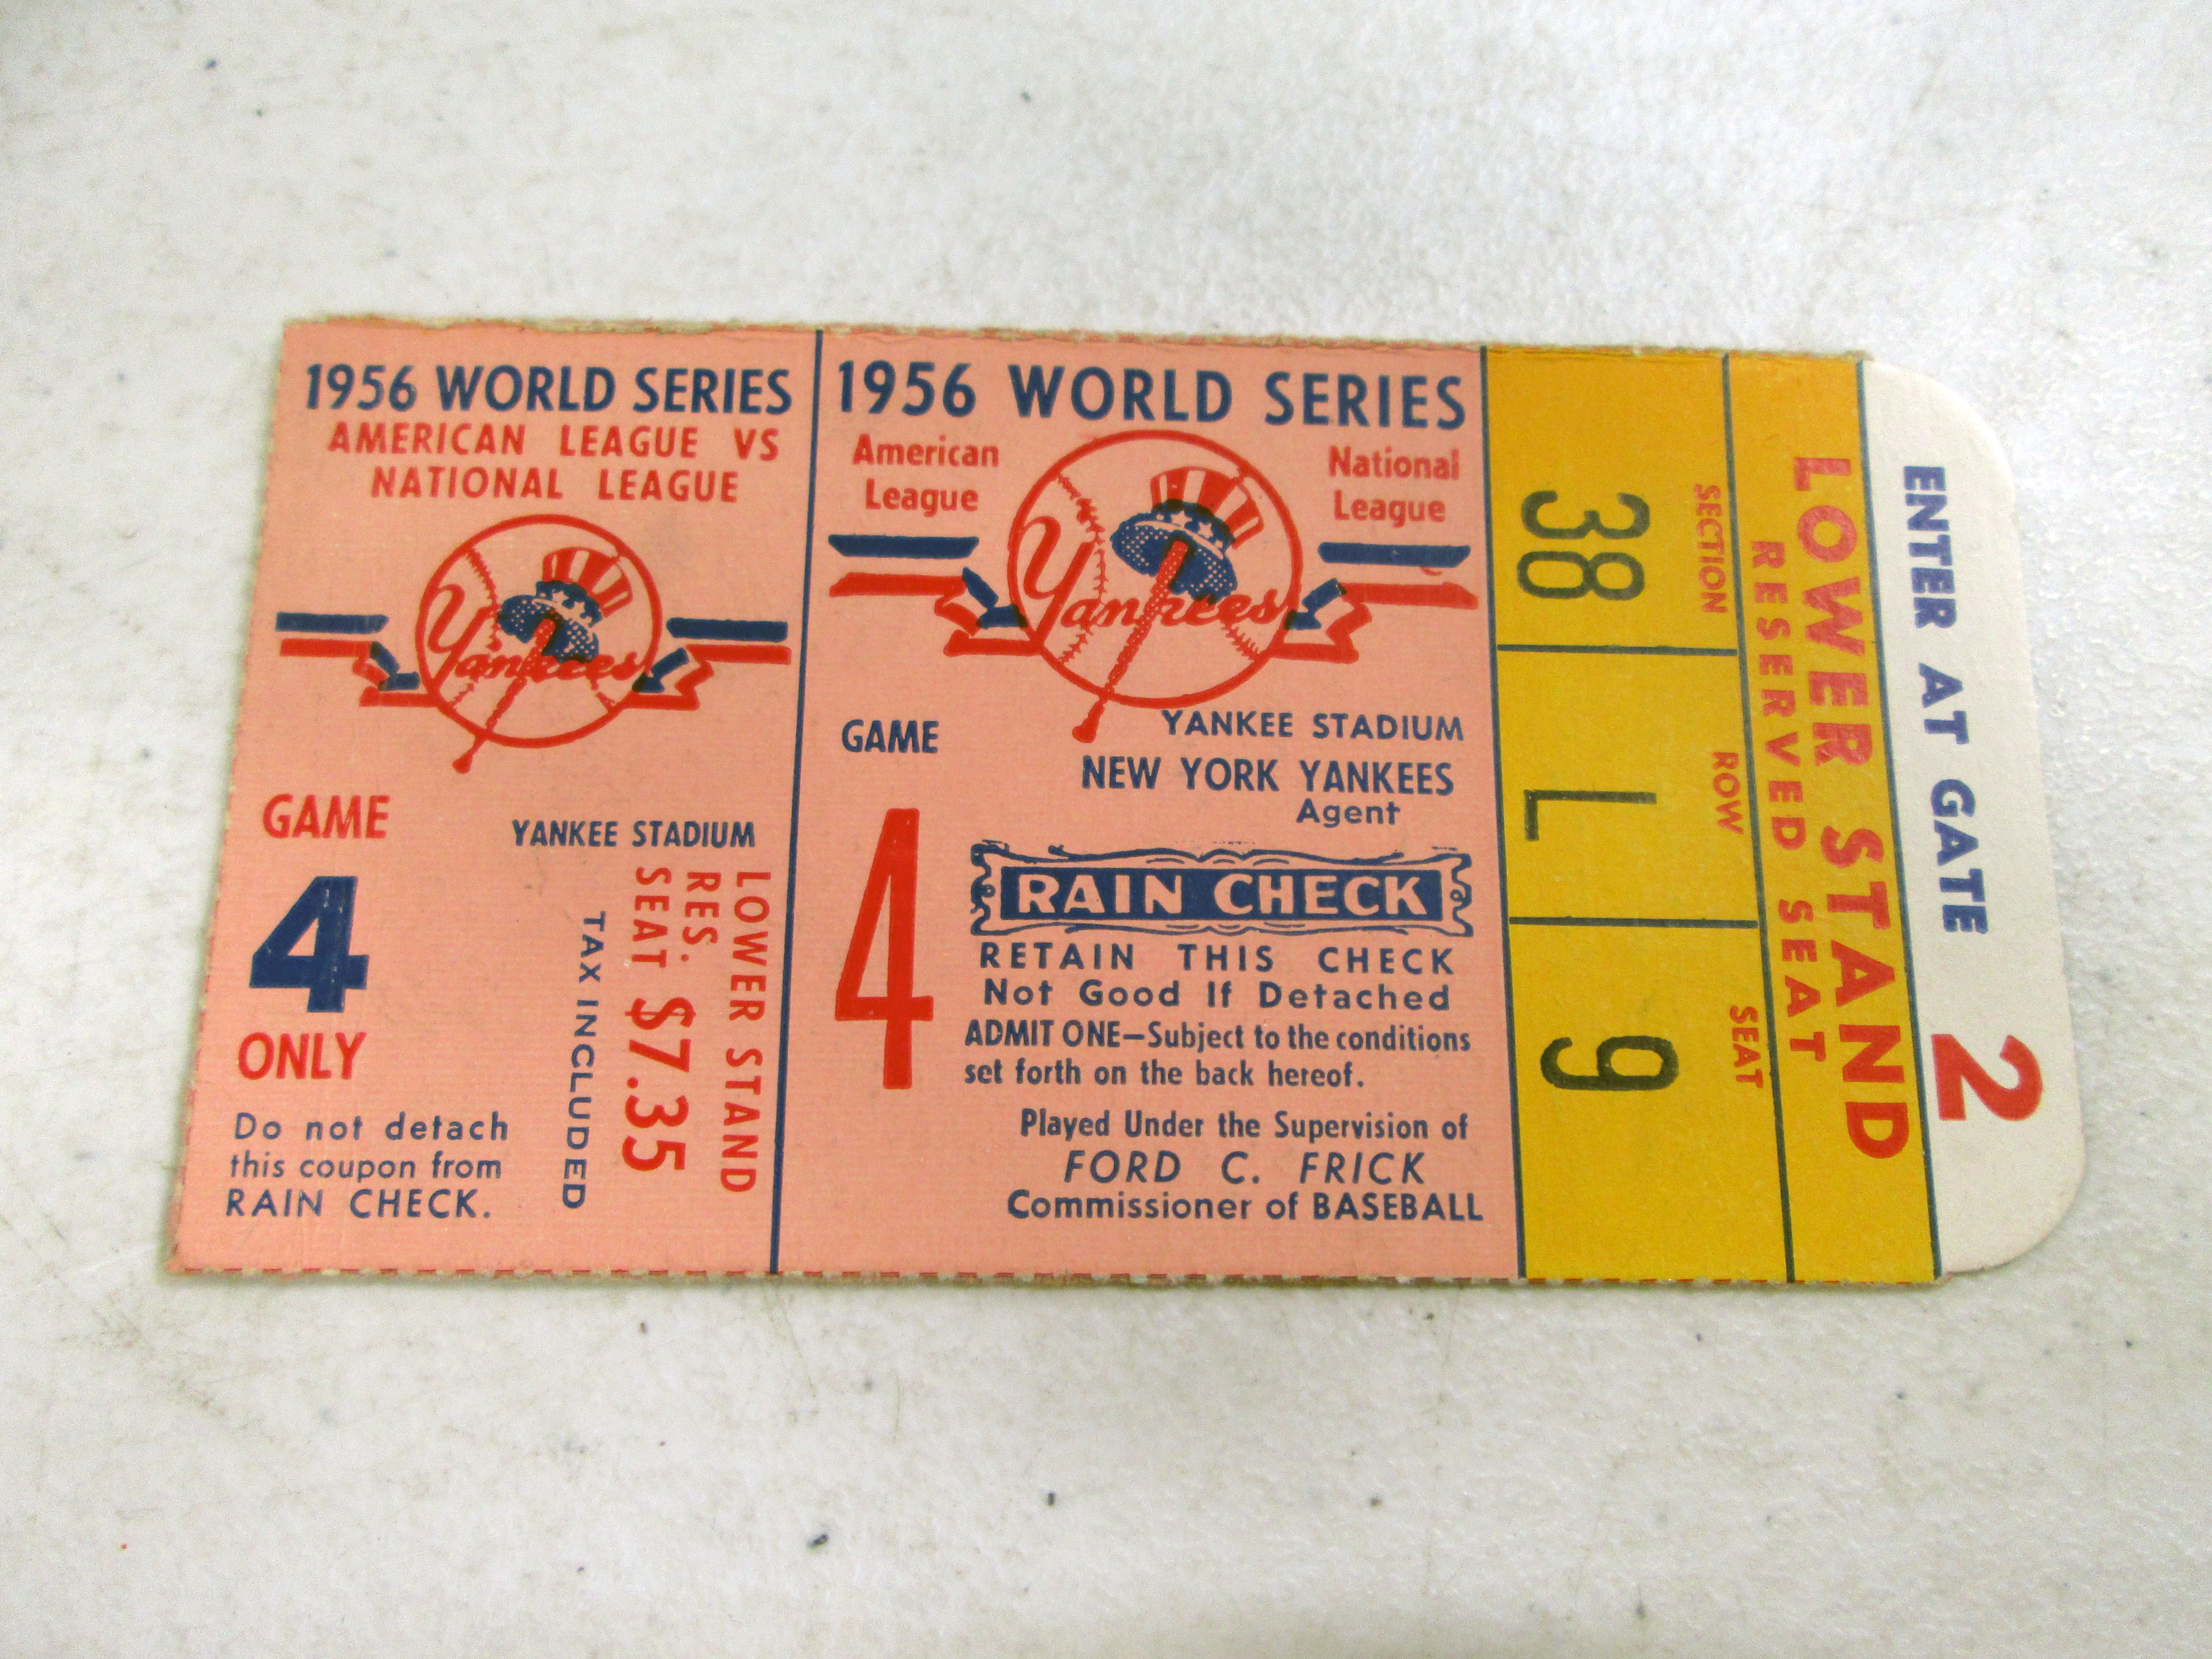 1956 WORLD SERIES
AMERICAN LEAGUE VS
NATIONAL LEAGUE
Yankees
GAME
4
ONLY
YANKEE STADIUM
LOWER STAND
RES.
SEAT $7.35
TAX INCLUDED
Do not detach
this coupon from
RAIN CHECK.
1956 WORLD SERIES
American
League
National
League
Yankees
GAME
4
YANKEE STADIUM
NEW YORK YANKEES
Agent
RAIN CHECK
RETAIN THIS CHECK
Not Good If Detached
ADMIT ONE—Subject to the conditions
set forth on the back hereof.
Played Under the Supervision of
FORD C. FRICK
Commissioner of BASEBALL
SECTION
38
ROW
L
SEAT
9
LOWER STAND
RESERVED SEAT
ENTER AT GATE 2